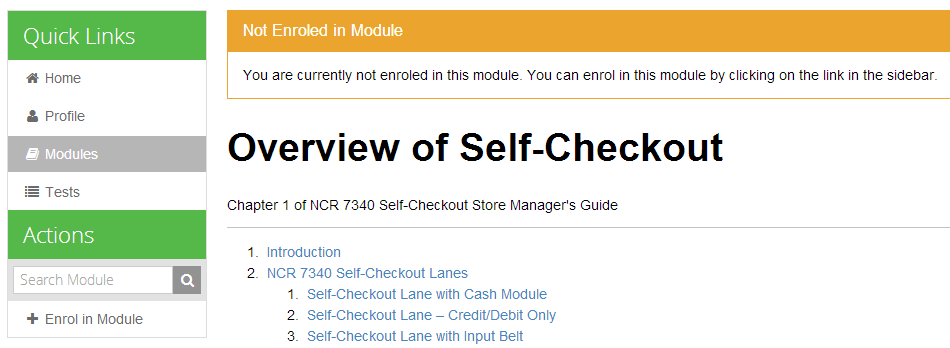 Quick Links
Home
Profile
Modules
Tests
Actions
Search Module
Enrol in Module
Not Enroled in Module
You are currently not enroled in this module. You can enrol in this module by clicking on the link in the sidebar.
Overview of Self-Checkout
Chapter 1 of NCR 7340 Self-Checkout Store Manager's Guide
1. Introduction
2. NCR 7340 Self-Checkout Lanes
1. Self-Checkout Lane with Cash Module
2. Self-Checkout Lane – Credit/Debit Only
3. Self-Checkout Lane with Input Belt